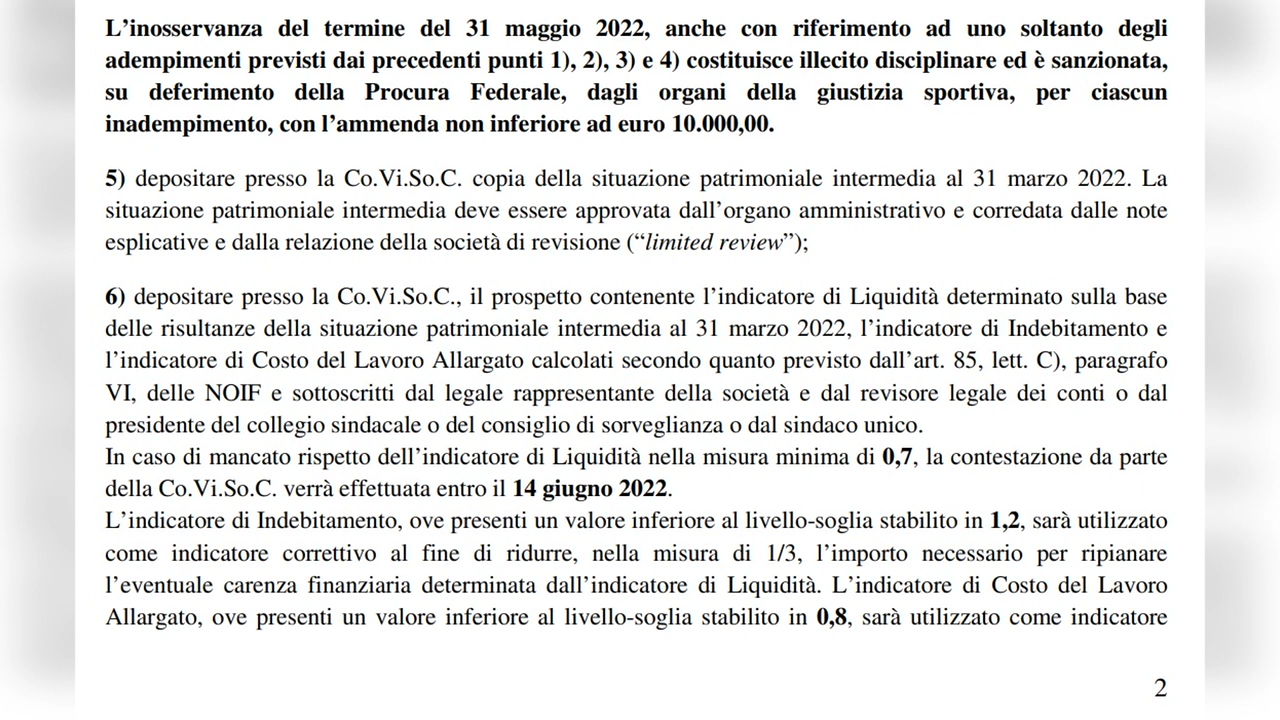 L’inosservanza del termine del 31 maggio 2022, anche con riferimento ad uno soltanto degli
adempimenti previsti dai precedenti punti 1), 2), 3) e 4) costituisce illecito disciplinare ed è sanzionata,
su deferimento della Procura Federale, dagli organi della giustizia sportiva, per ciascun
inadempimento, con l’ammenda non inferiore ad euro 10.000,00.
5) depositare presso la Co.Vi.So.C. copia della situazione patrimoniale intermedia al 31 marzo 2022. La
situazione patrimoniale intermedia deve essere approvata dall’organo amministrativo e corredata dalle note
esplicative e dalla relazione della società di revisione (“limited review”);
6) depositare presso la Co.Vi.So.C., il prospetto contenente l’indicatore di Liquidità determinato sulla base
delle risultanze della situazione patrimoniale intermedia al 31 marzo 2022, l’indicatore di Indebitamento e
l’indicatore di Costo del Lavoro Allargato calcolati secondo quanto previsto dall’art. 85, lett. C), paragrafo
VI, delle NOIF e sottoscritti dal legale rappresentante della società e dal revisore legale dei conti o dal
presidente del collegio sindacale o del consiglio di sorveglianza o dal sindaco unico.
In caso di mancato rispetto dell’indicatore di Liquidità nella misura minima di 0,7, la contestazione da parte
della Co.Vi.So.C. verrà effettuata entro il 14 giugno 2022.
L’indicatore di Indebitamento, ove presenti un valore inferiore al livello-soglia stabilito in 1,2, sarà utilizzato
come indicatore correttivo al fine di ridurre, nella misura di 1/3, l’importo necessario per ripianare
l’eventuale carenza finanziaria determinata dall’indicatore di Liquidità. L’indicatore di Costo del Lavoro
Allargato, ove presenti un valore inferiore al livello-soglia stabilito in 0,8, sarà utilizzato come indicatore
2